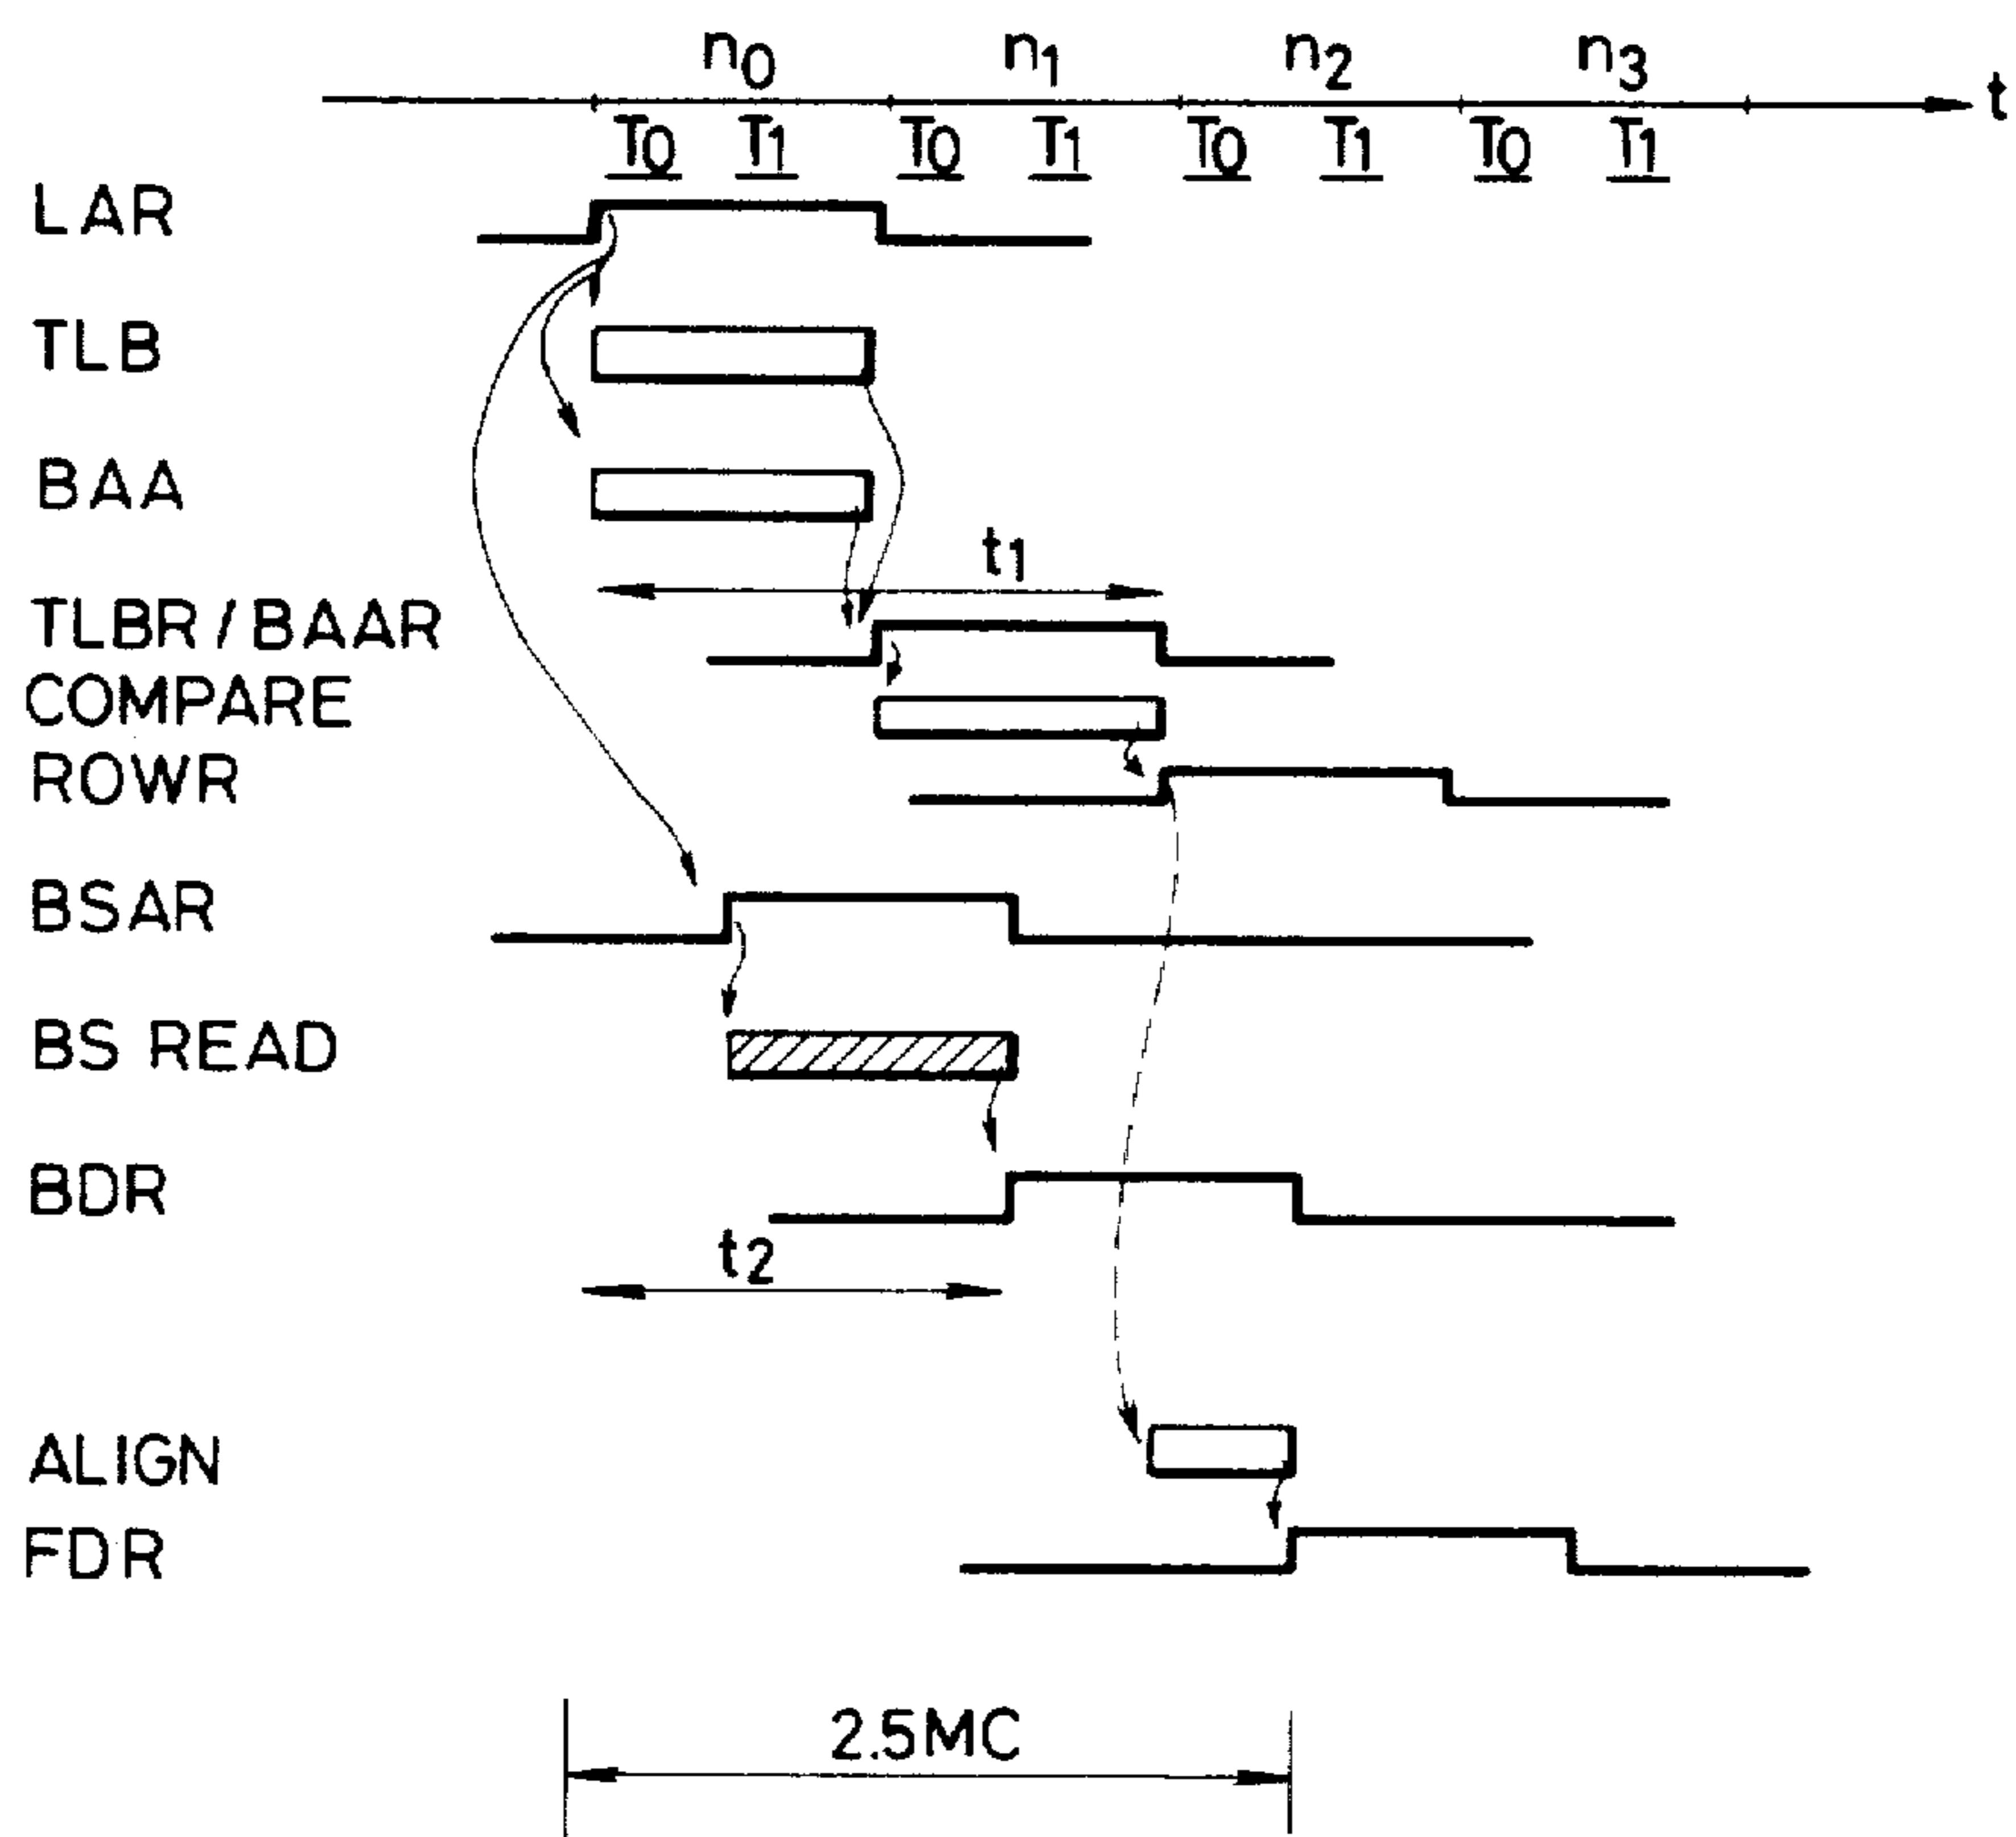 n0 n1 n2 n3
t
T0 T1 T0 T1 T0 T1 T0 T1
LAR
TLB
BAA
t1
TLBR/BAAR
COMPARE
ROWR
BSAR
BS READ
BDR
t2
ALIGN
FDR
2.5MC